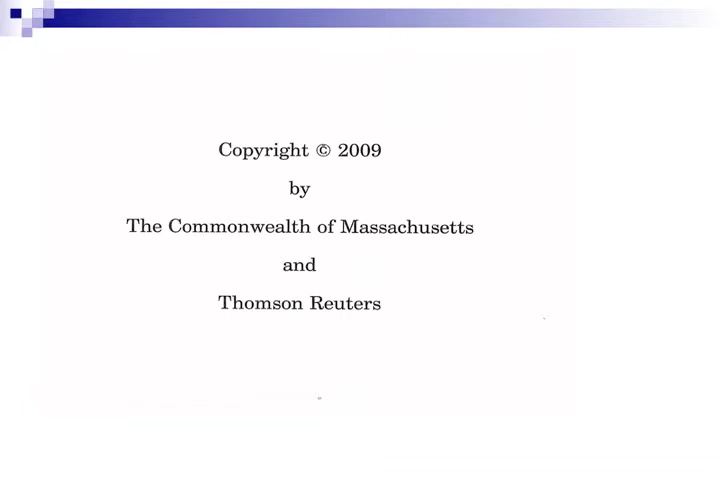 Copyright © 2009
by
The Commonwealth of Massachusetts
and
Thomson Reuters